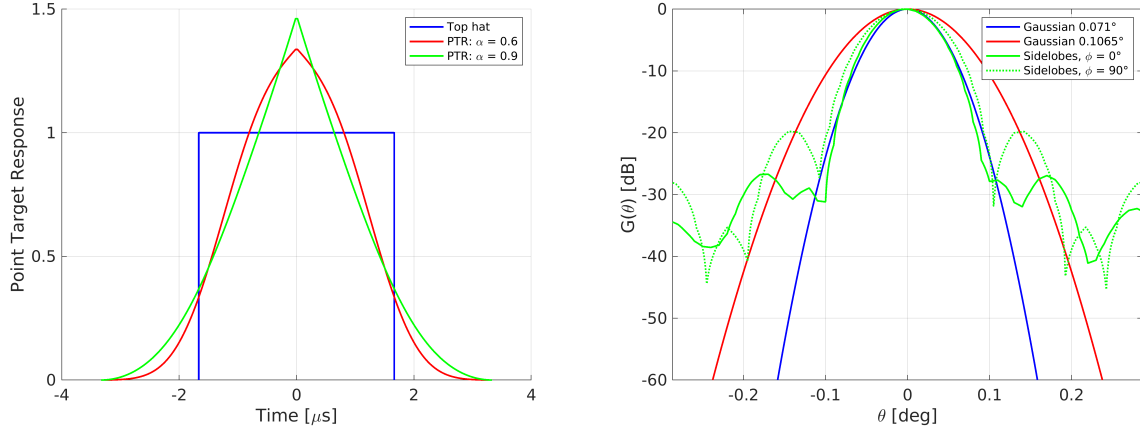 1.5
1
0.5
0
-4
-2
0
2
4
Time [μs]
Point Target Response
Top hat
PTR: α = 0.6
PTR: α = 0.9
0
-10
-20
-30
-40
-50
-60
-0.2
-0.1
0
0.1
0.2
θ [deg]
G(θ) [dB]
Gaussian 0.071°
Gaussian 0.1065°
Sidelobes, ϕ = 0°
Sidelobes, ϕ = 90°